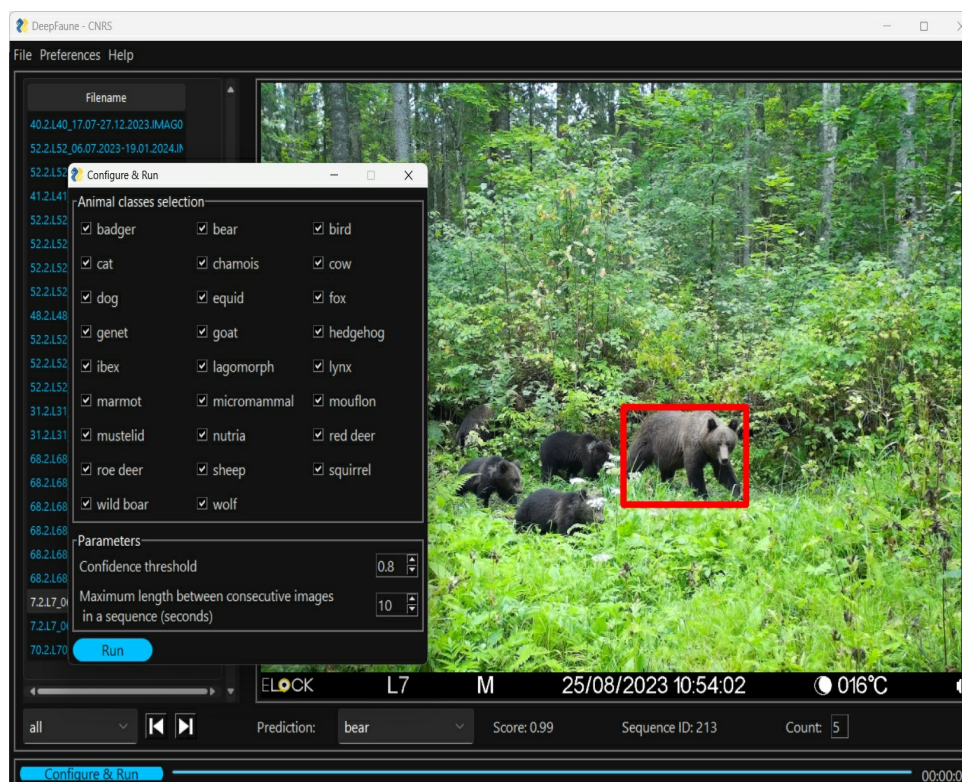 DeepFaune - CNRS
File Preferences Help
Filename
40.2.L40_17.07-27.12.2023.IMAG0
52.2.L52_06.07.2023-19.01.2024.IM
52.2.L52
41.2.L41
52.2.L52
52.2.L52
52.2.L52
52.2.L52
48.2.L48
52.2.L52
52.2.L52
52.2.L52
31.2.L31
31.2.L31
68.2.L68
68.2.L68
68.2.L68
68.2.L68
68.2.L68
68.2.L68
7.2.L7_0
7.2.L7_0
70.2.L70
Configure & Run
Animal classes selection
badger bear bird
cat chamois cow
dog equid fox
genet goat hedgehog
ibex lagomorph lynx
marmot micromammal mouflon
mustelid nutria red deer
roe deer sheep squirrel
wild boar wolf
Parameters
Confidence threshold 0.8
Maximum length between consecutive images
in a sequence (seconds) 10
Run
ELOCK L7 M 25/08/2023 10:54:02 016°C
all Prediction: bear Score: 0.99 Sequence ID: 213 Count: 5
Configure & Run 00:00:0